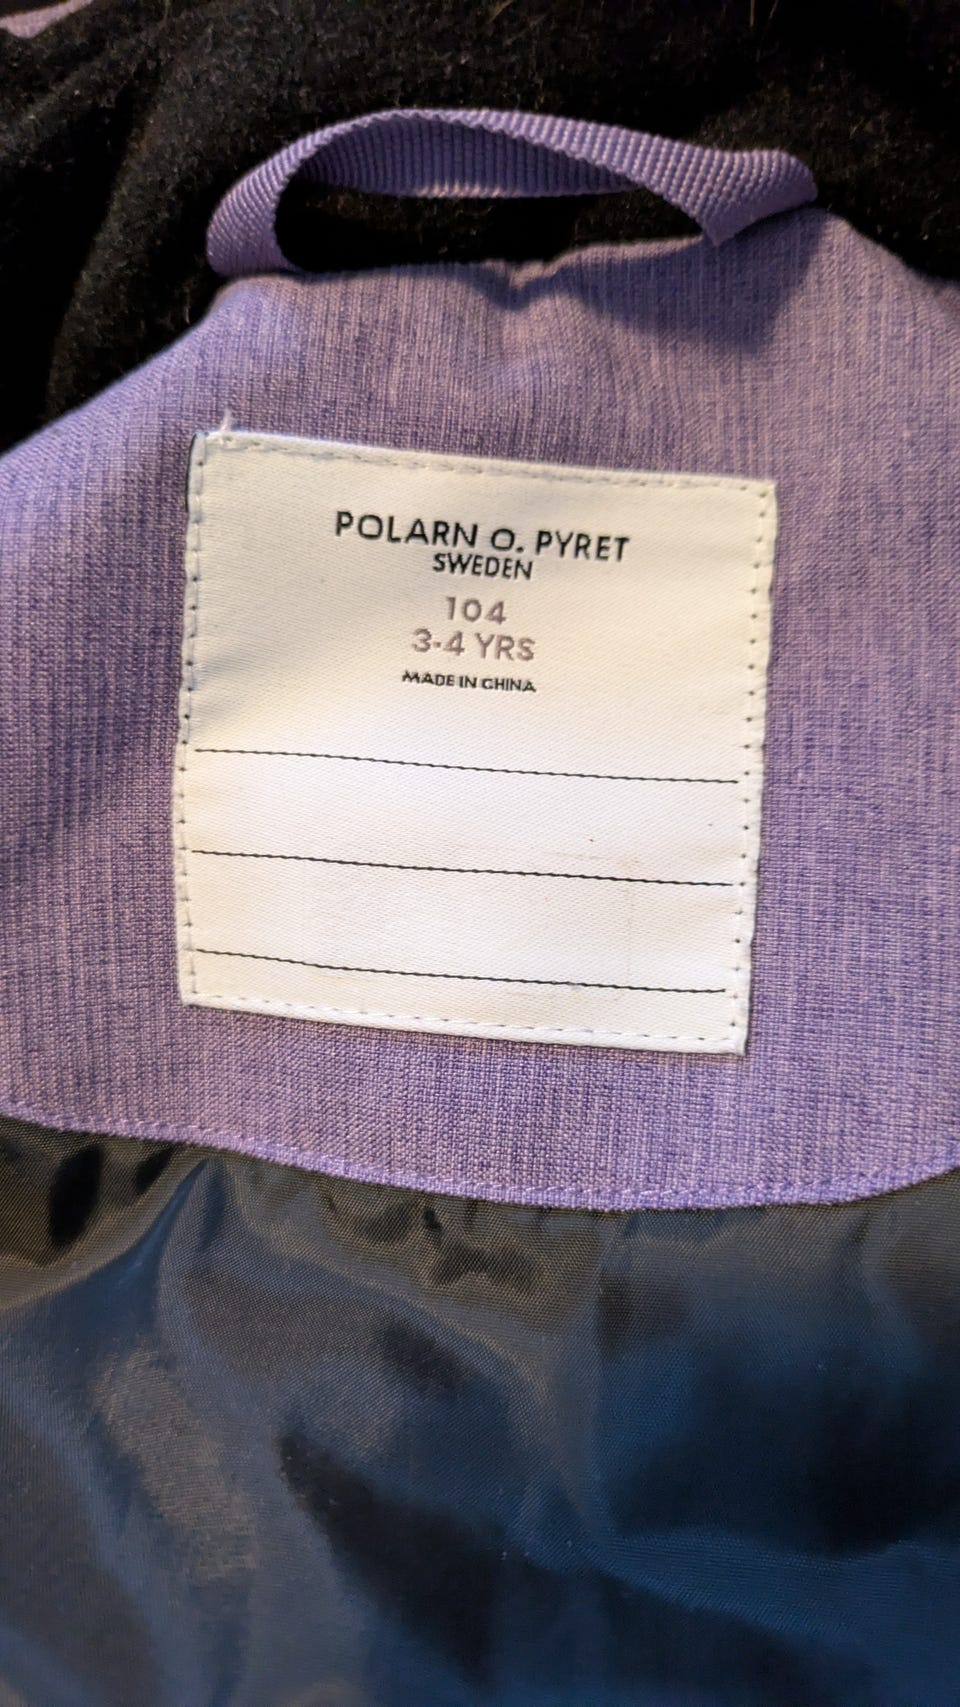 POLARN O. PYRET
SWEDEN
104
3-4 YRS
MADE IN CHINA